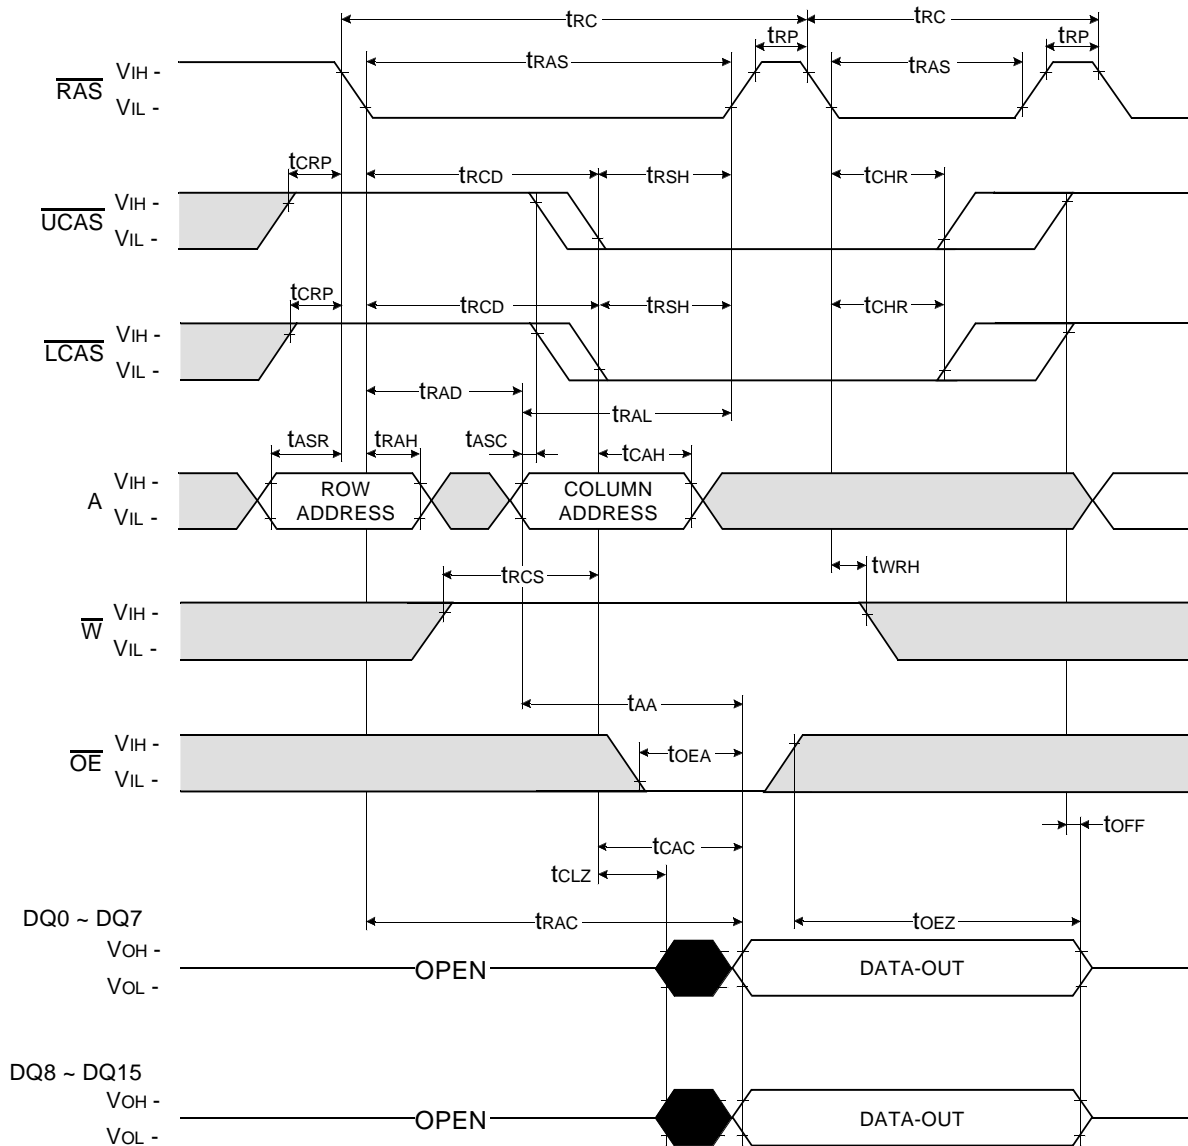 tRC tRC
tRP tRP
tRAS tRAS
RAS VIH -
VIL -
tCRP tRCD tRSH tCHR
UCAS VIH -
VIL -
tCRP tRCD tRSH tCHR
LCAS VIH -
VIL -
tRAD tRAL
tASR tRAH tASC tCAH
A VIH -
VIL -
ROW
ADDRESS
COLUMN
ADDRESS
tRCS tWRH
W VIH -
VIL -
tAA
OE VIH -
VIL -
tOEA
tOFF
tCAC
tCLZ
tRAC tOEZ
DQ0 ~ DQ7
VOH -
VOL -
OPEN DATA-OUT
DQ8 ~ DQ15
VOH -
VOL -
OPEN DATA-OUT